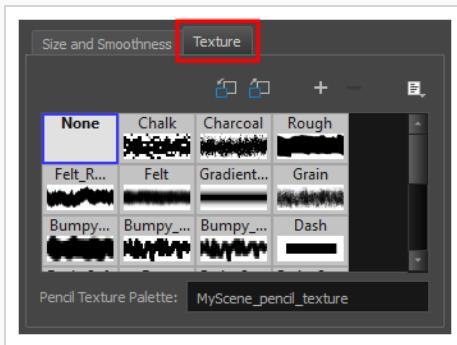 Size and Smoothness Texture
None Chalk Charcoal Rough
Felt_R... Felt Gradient... Grain
Bumpy... Bumpy_... Bumpy_... Dash
Pencil Texture Palette: MyScene_pencil_texture